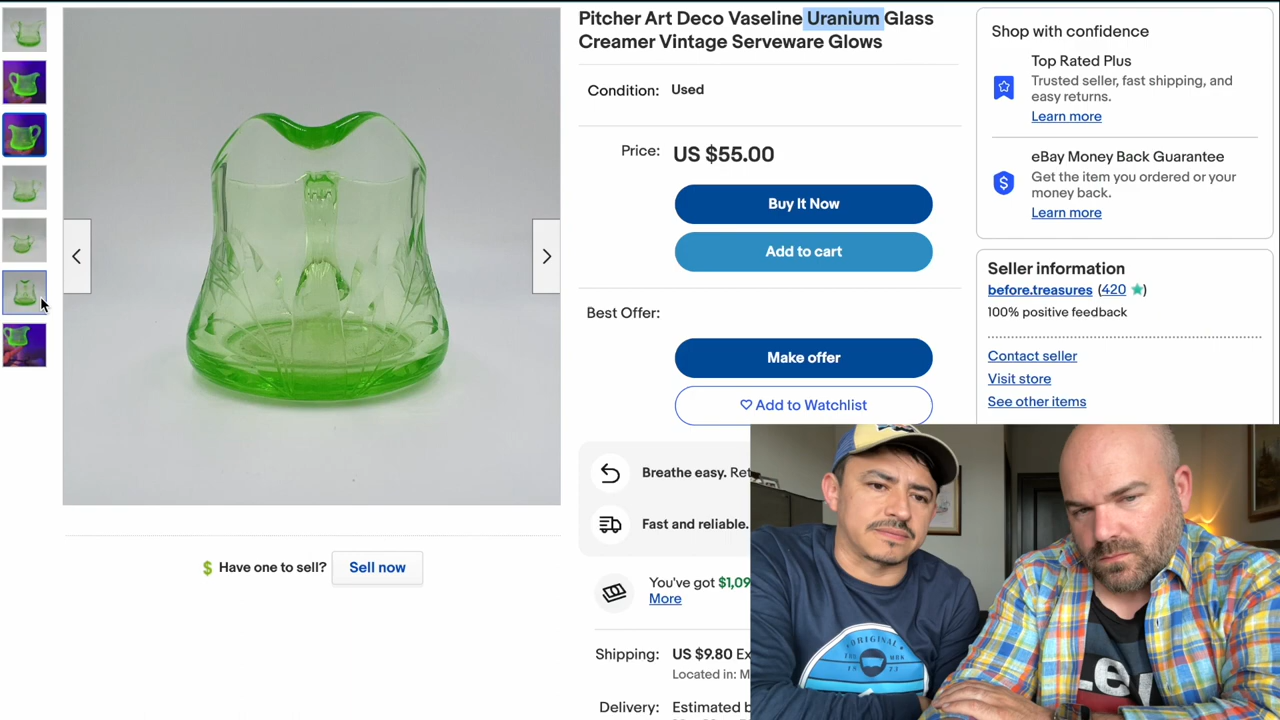 Pitcher Art Deco Vaseline Uranium Glass
Creamer Vintage Serveware Glows
Condition: Used
Price: US $55.00
Buy It Now
Add to cart
Best Offer:
Make offer
Add to Watchlist
Breathe easy. Ret
Fast and reliable.
You've got $1,09
More
Shipping: US $9.80 Ex
Located in: M
Delivery: Estimated b
$ Have one to sell? Sell now
Shop with confidence
Top Rated Plus
Trusted seller, fast shipping, and
easy returns.
Learn more
$
eBay Money Back Guarantee
Get the item you ordered or your
money back.
Learn more
Seller information
before.treasures (420)
100% positive feedback
Contact seller
Visit store
See other items
ORIGINAL
Le